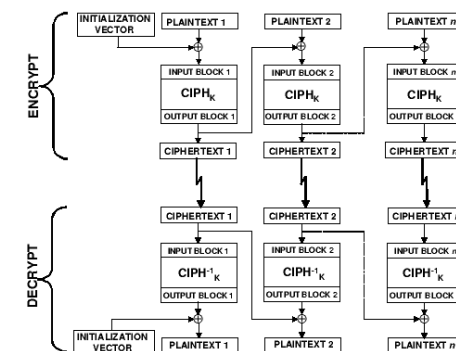 INITIALIZATION
VECTOR
PLAINTEXT 1
PLAINTEXT 2
PLAINTEXT n
ENCRYPT
INPUT BLOCK 1
INPUT BLOCK 2
INPUT BLOCK n
CIPHK
CIPHK
CIPHK
OUTPUT BLOCK 1
OUTPUT BLOCK 2
OUTPUT BLOCK
CIPHERTEXT 1
CIPHERTEXT 2
CIPHERTEXT n
DECRYPT
CIPHERTEXT 1
CIPHERTEXT 2
CIPHERTEXT
INPUT BLOCK 1
INPUT BLOCK 2
INPUT BLOCK n
CIPH-1K
CIPH-1K
CIPH-1K
OUTPUT BLOCK 1
OUTPUT BLOCK 2
OUTPUT BLOCK
INITIALIZATION
VECTOR
PLAINTEXT 1
PLAINTEXT 2
PLAINTEXT n